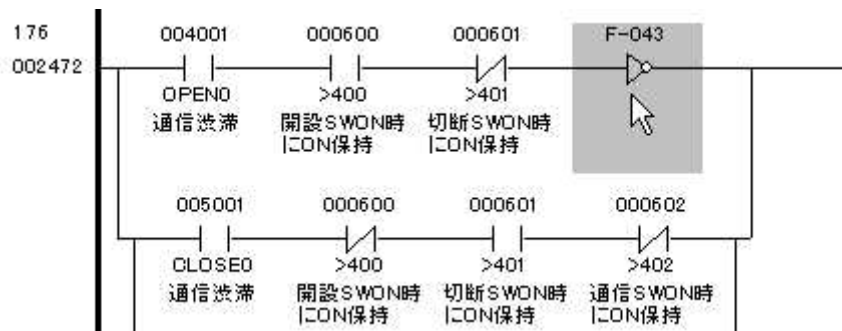 176 004001 000600 000601 F-043
002472
OPEN0 >400 >401
通信渋滞 開設SWON時 切断SWON時
にON保持 にON保持
005001 000600 000601 000602
CLOSE0 >400 >401 >402
通信渋滞 開設SWON時 切断SWON時 通信SWON時
にON保持 にON保持 にON保持